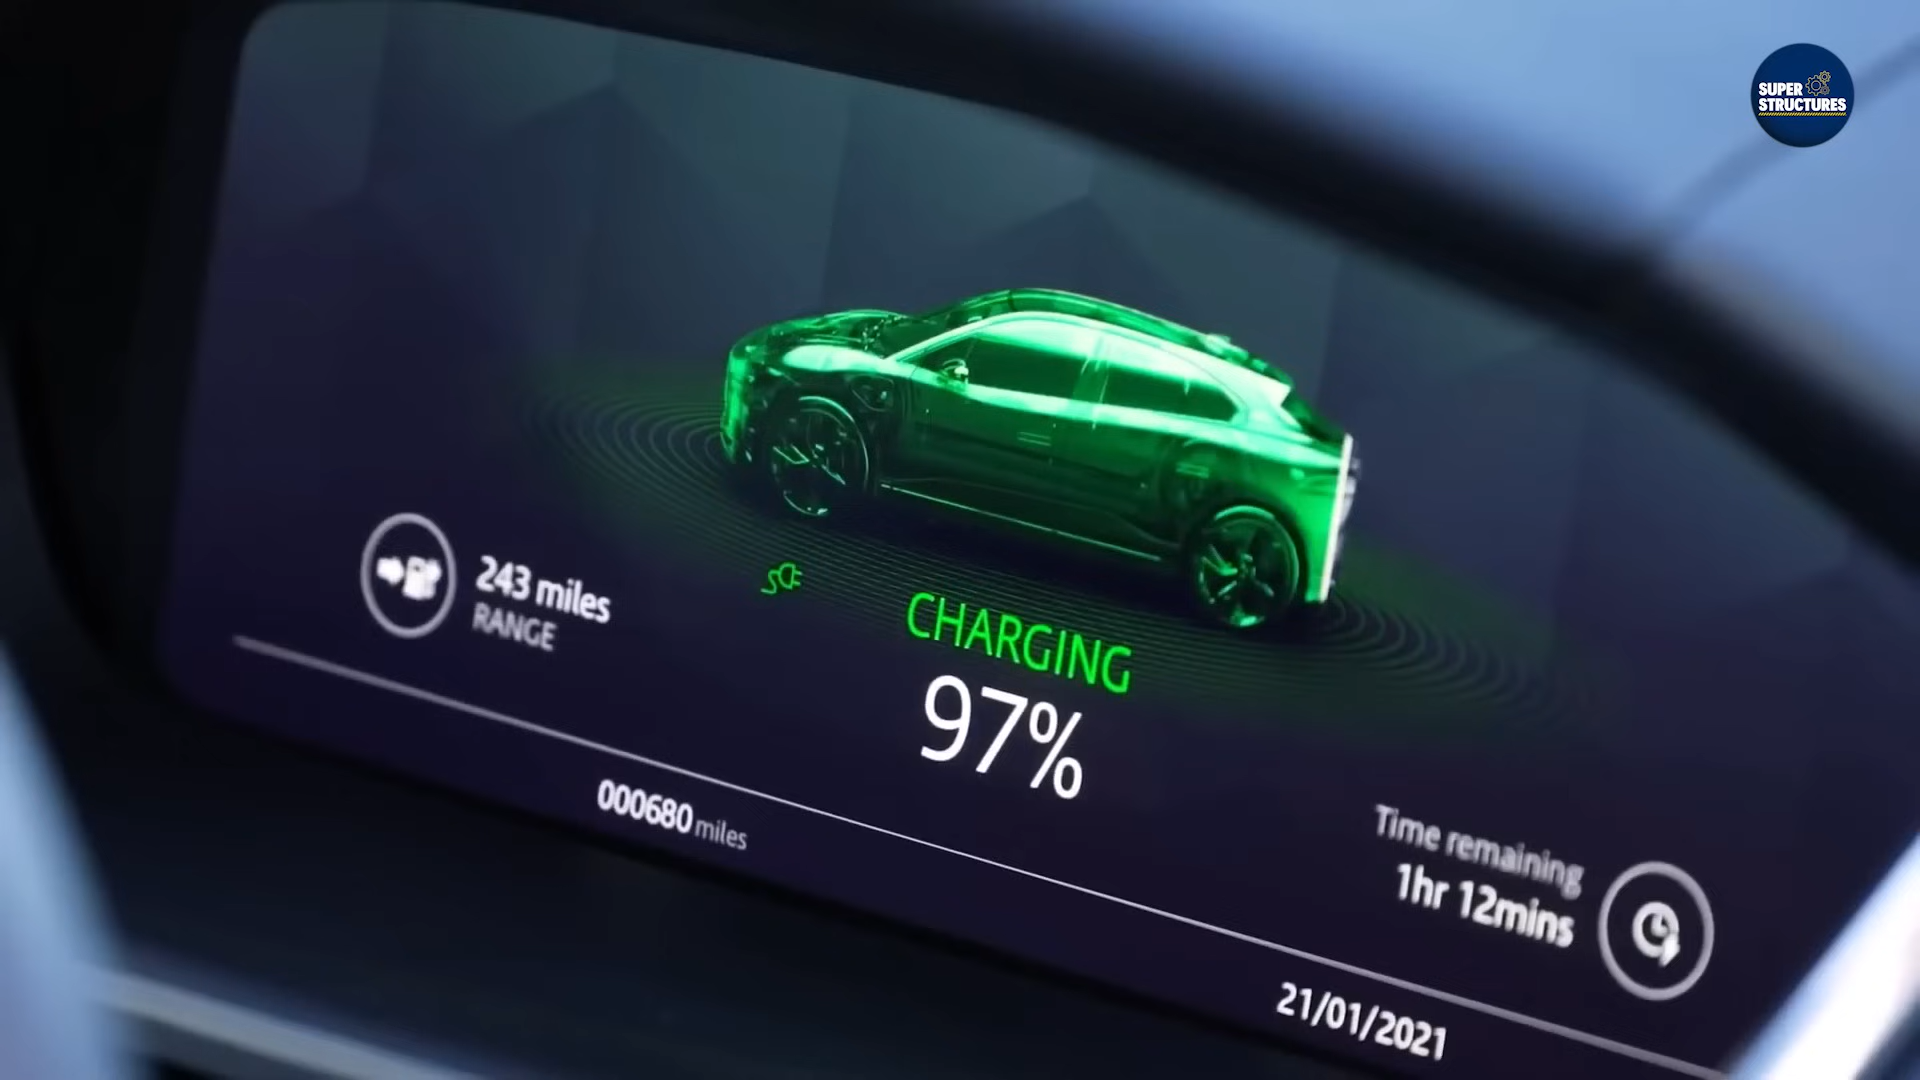 SUPER
STRUCTURES
243 miles
RANGE
CHARGING
97%
000680 miles
Time remaining
1hr 12mins
21/01/2021